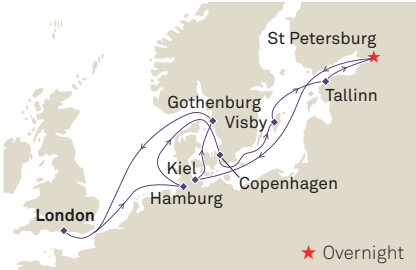 St Petersburg
Gothenburg
Tallinn
Visby
Kiel
Copenhagen
Hamburg
London
★ Overnight